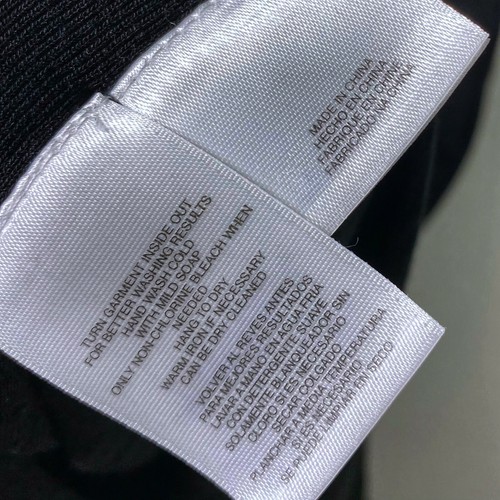 MADE IN CHINA
HECHO EN CHINA
FABRIQUE EN CHINA
FABRICADO NA CHINA
TURN GARMENT INSIDE OUT
FOR BETTER WASHING RESULTS
HAND WASH COLD
WITH MILD SOAP
ONLY NON-CHLORINE BLEACH WHEN
NEEDED
HANG TO DRY
WARM IRON IF NECESSARY
CAN BE DRY CLEANED
VOLVER AL REVES ANTES
PARA MEJORES RESULTADOS
LAVAR A MANO EN AGUA FRIA
CON DETERGENTE SUAVE
SOLAMENTE BLANQUEADOR SIN
CLORO SI ES NECESARIO
SECAR COLGADO
PLANCHAR A MEDIA TEMPERATURA
SI ES NECESARIO
SE PUEDE LIMPIAR EN SECO